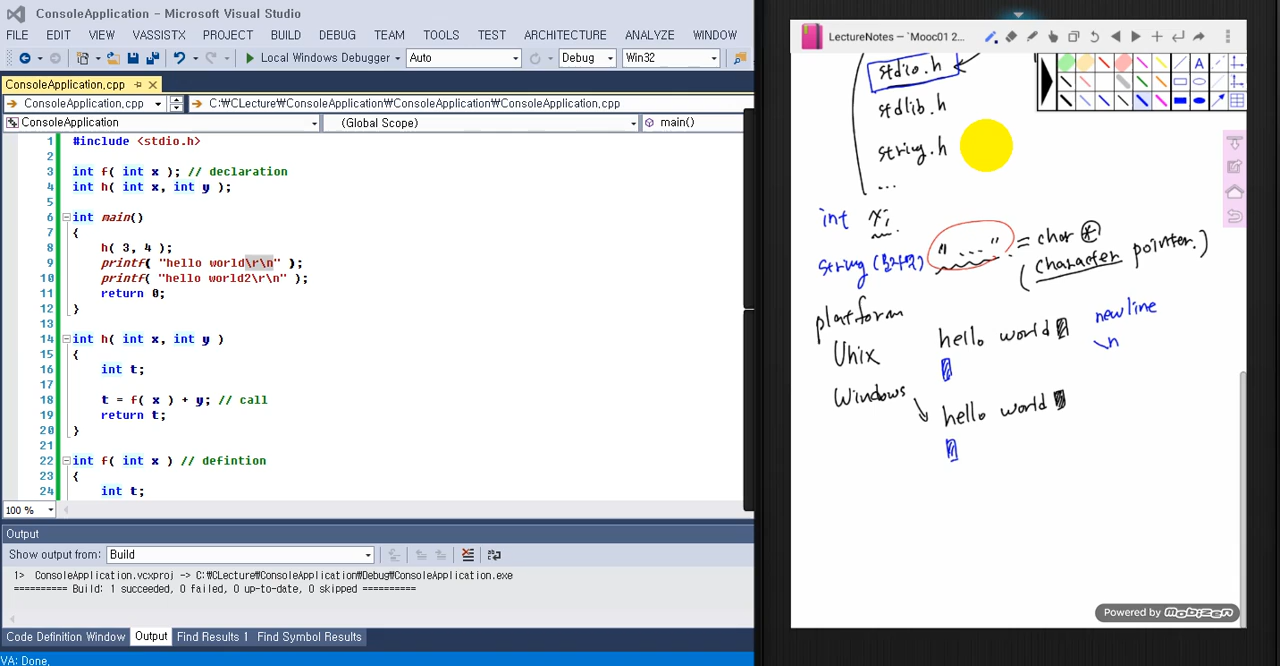 ConsoleApplication - Microsoft Visual Studio
FILE EDIT VIEW VASSISTX PROJECT BUILD DEBUG TEAM TOOLS TEST ARCHITECTURE ANALYZE WINDOW
Local Windows Debugger Auto Debug Win32
ConsoleApplication.cpp
ConsoleApplication.cpp C:₩CLecture₩ConsoleApplication₩ConsoleApplication₩ConsoleApplication.cpp
ConsoleApplication (Global Scope) main()
1 #include <stdio.h>
2
3 int f( int x ); // declaration
4 int h( int x, int y );
5
6 int main()
7 {
8 h( 3, 4 );
9 printf( "hello world\r\n" );
10 printf( "hello world2\r\n" );
11 return 0;
12 }
13
14 int h( int x, int y )
15 {
16 int t;
17
18 t = f( x ) + y; // call
19 return t;
20 }
21
22 int f( int x ) // defintion
23 {
24 int t;
100 %
Output
Show output from: Build
1> ConsoleApplication.vcxproj -> C:₩CLecture₩ConsoleApplication₩Debug₩ConsoleApplication.exe
========== Build: 1 succeeded, 0 failed, 0 up-to-date, 0 skipped ==========
Code Definition Window Output Find Results 1 Find Symbol Results
VA: Done.
LectureNotes – `Mooc01 2...
A
stdio.h
stdlib.h
string.h
...
int x;
string (문자열) "...." = char *
(character pointer.)
platform
Unix
hello world
newline
\n
Windows
hello world
Powered by mobizen